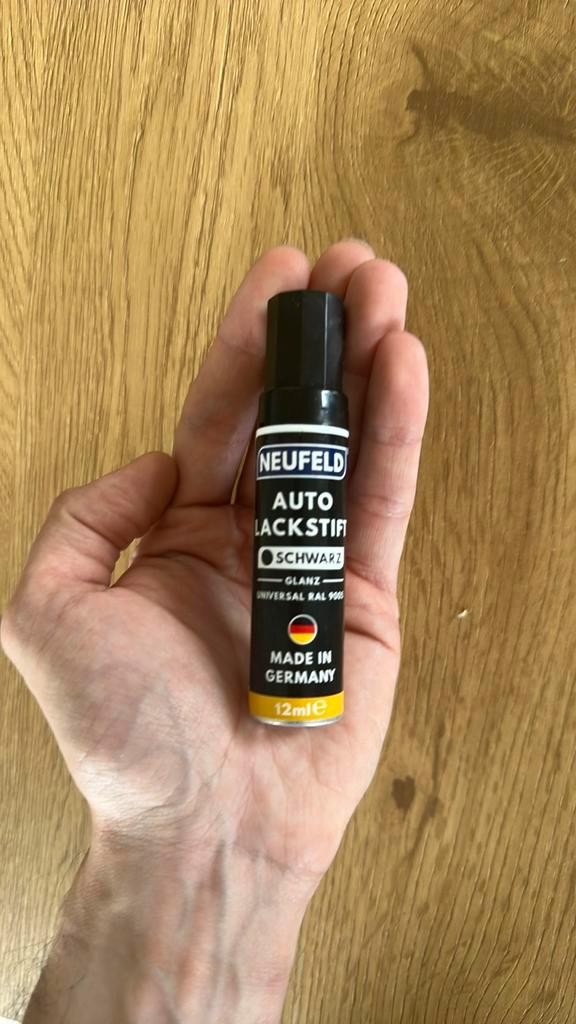 NEUFELD
AUTO
LACKSTIFT
SCHWARZ
GLANZ
UNIVERSAL RAL 9005
MADE IN
GERMANY
12ml e